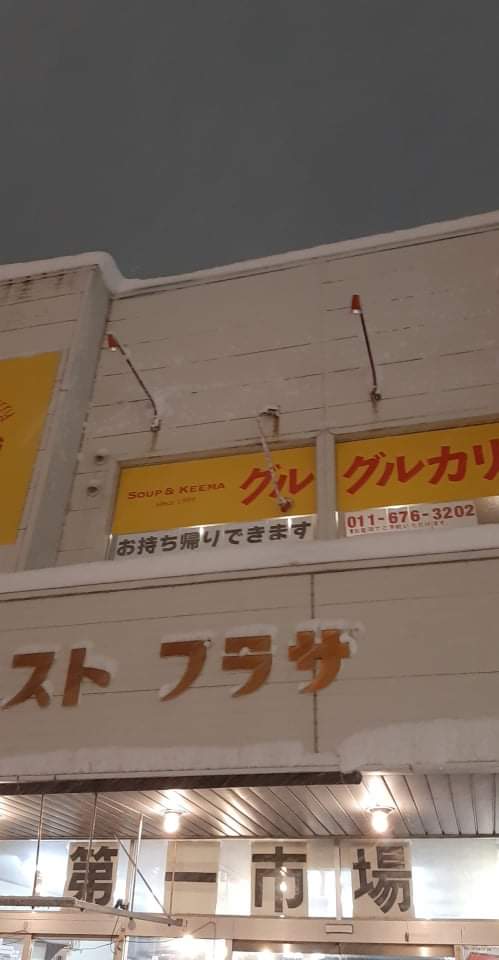 SOUP & KEEMA
グル
グルカリ
お持ち帰りできます
011-676-3202
スト プラザ
第一市場